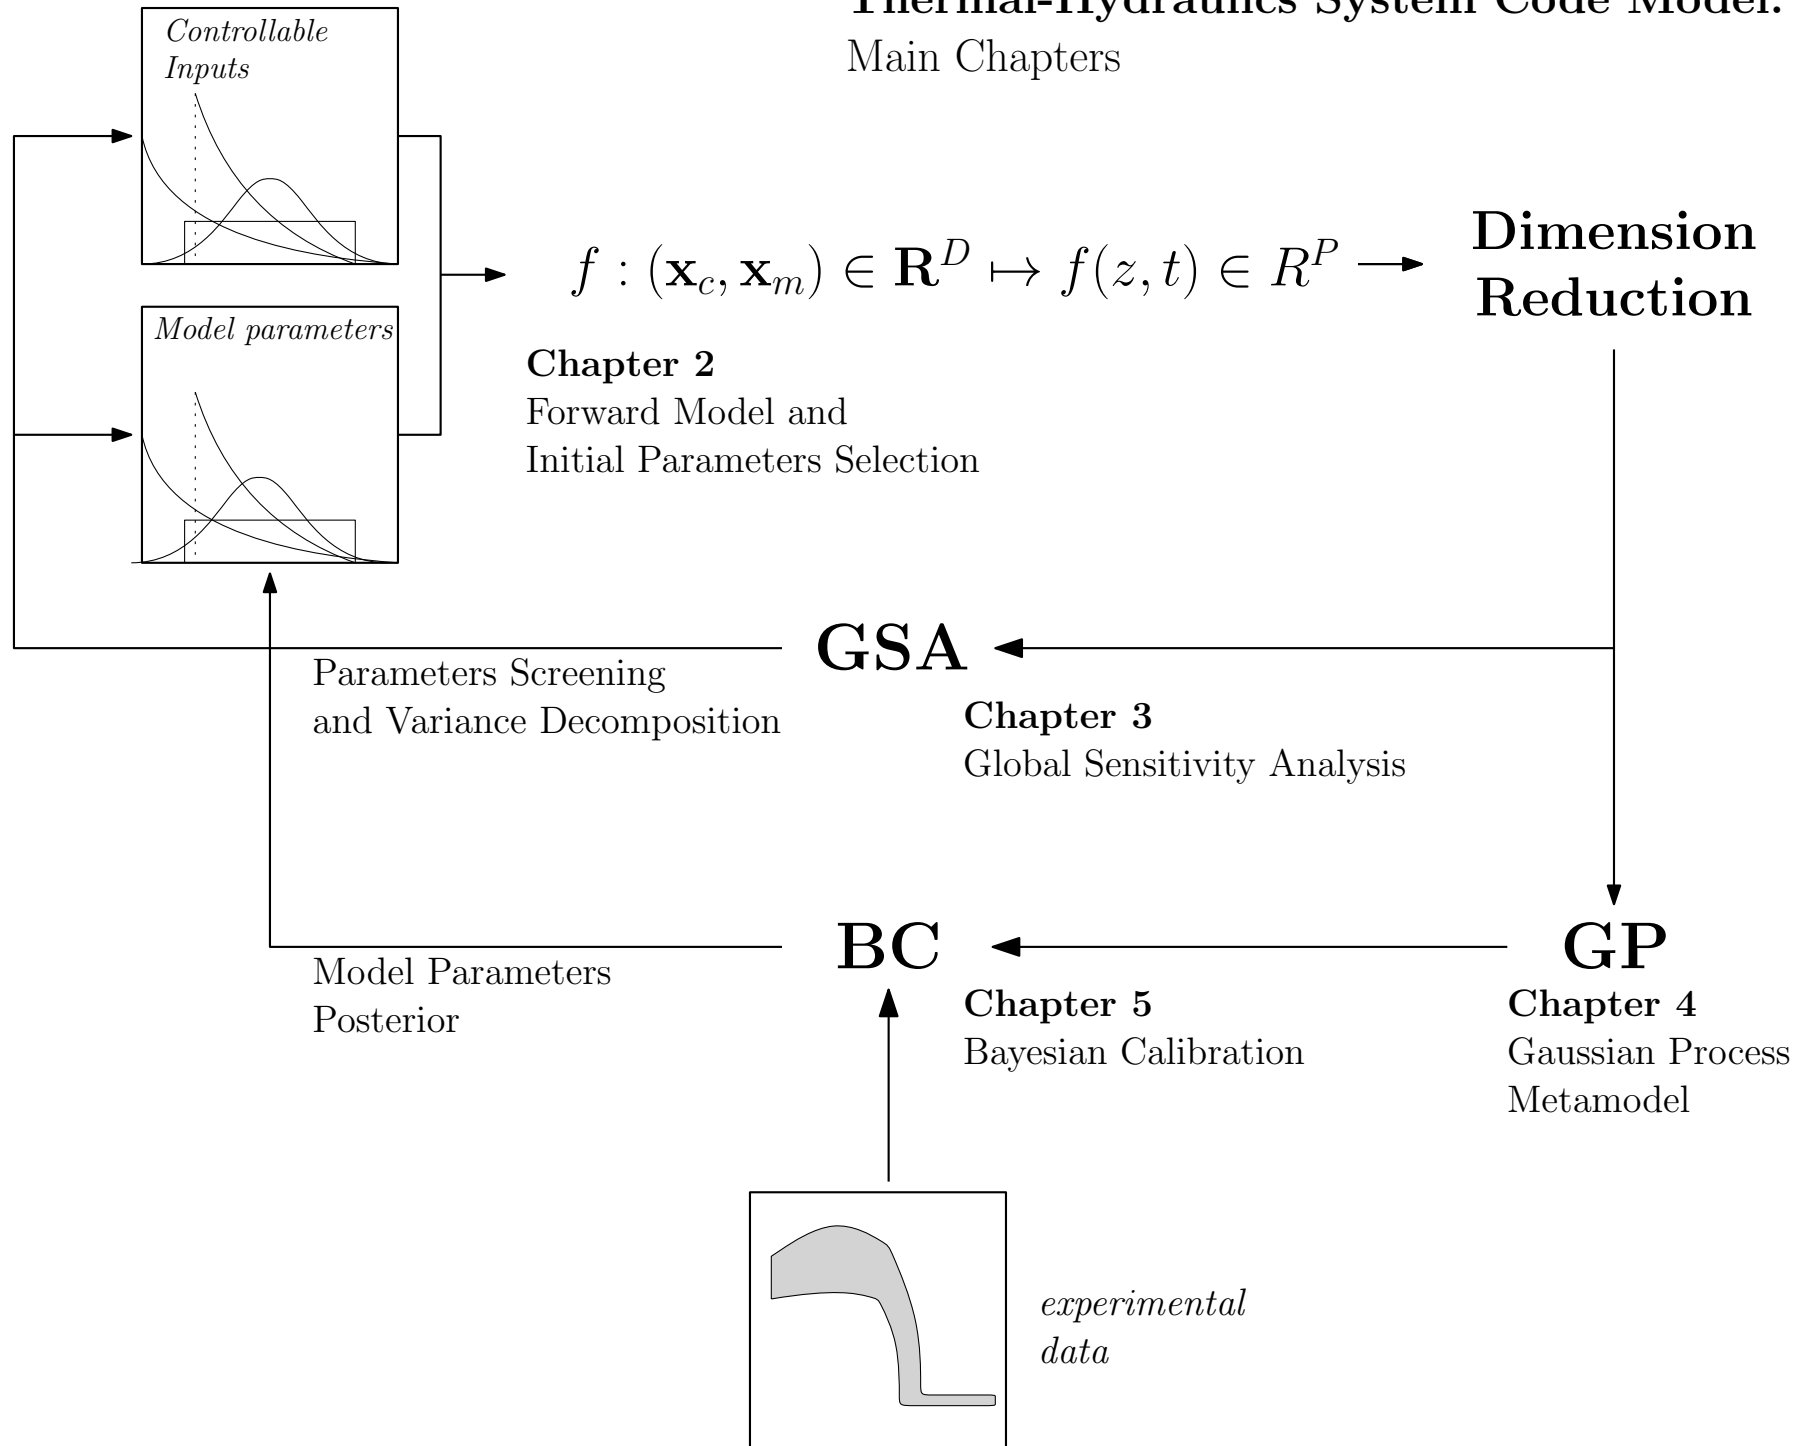 Thermal-Hydraulics System Code Model:
Main Chapters
Controllable
Inputs
f : (x_c, x_m) ∈ R^D ↦ f(z, t) ∈ R^P
Dimension
Reduction
Model parameters
Chapter 2
Forward Model and
Initial Parameters Selection
GSA
Parameters Screening
and Variance Decomposition
Chapter 3
Global Sensitivity Analysis
BC
GP
Model Parameters
Posterior
Chapter 5
Bayesian Calibration
Chapter 4
Gaussian Process
Metamodel
experimental
data